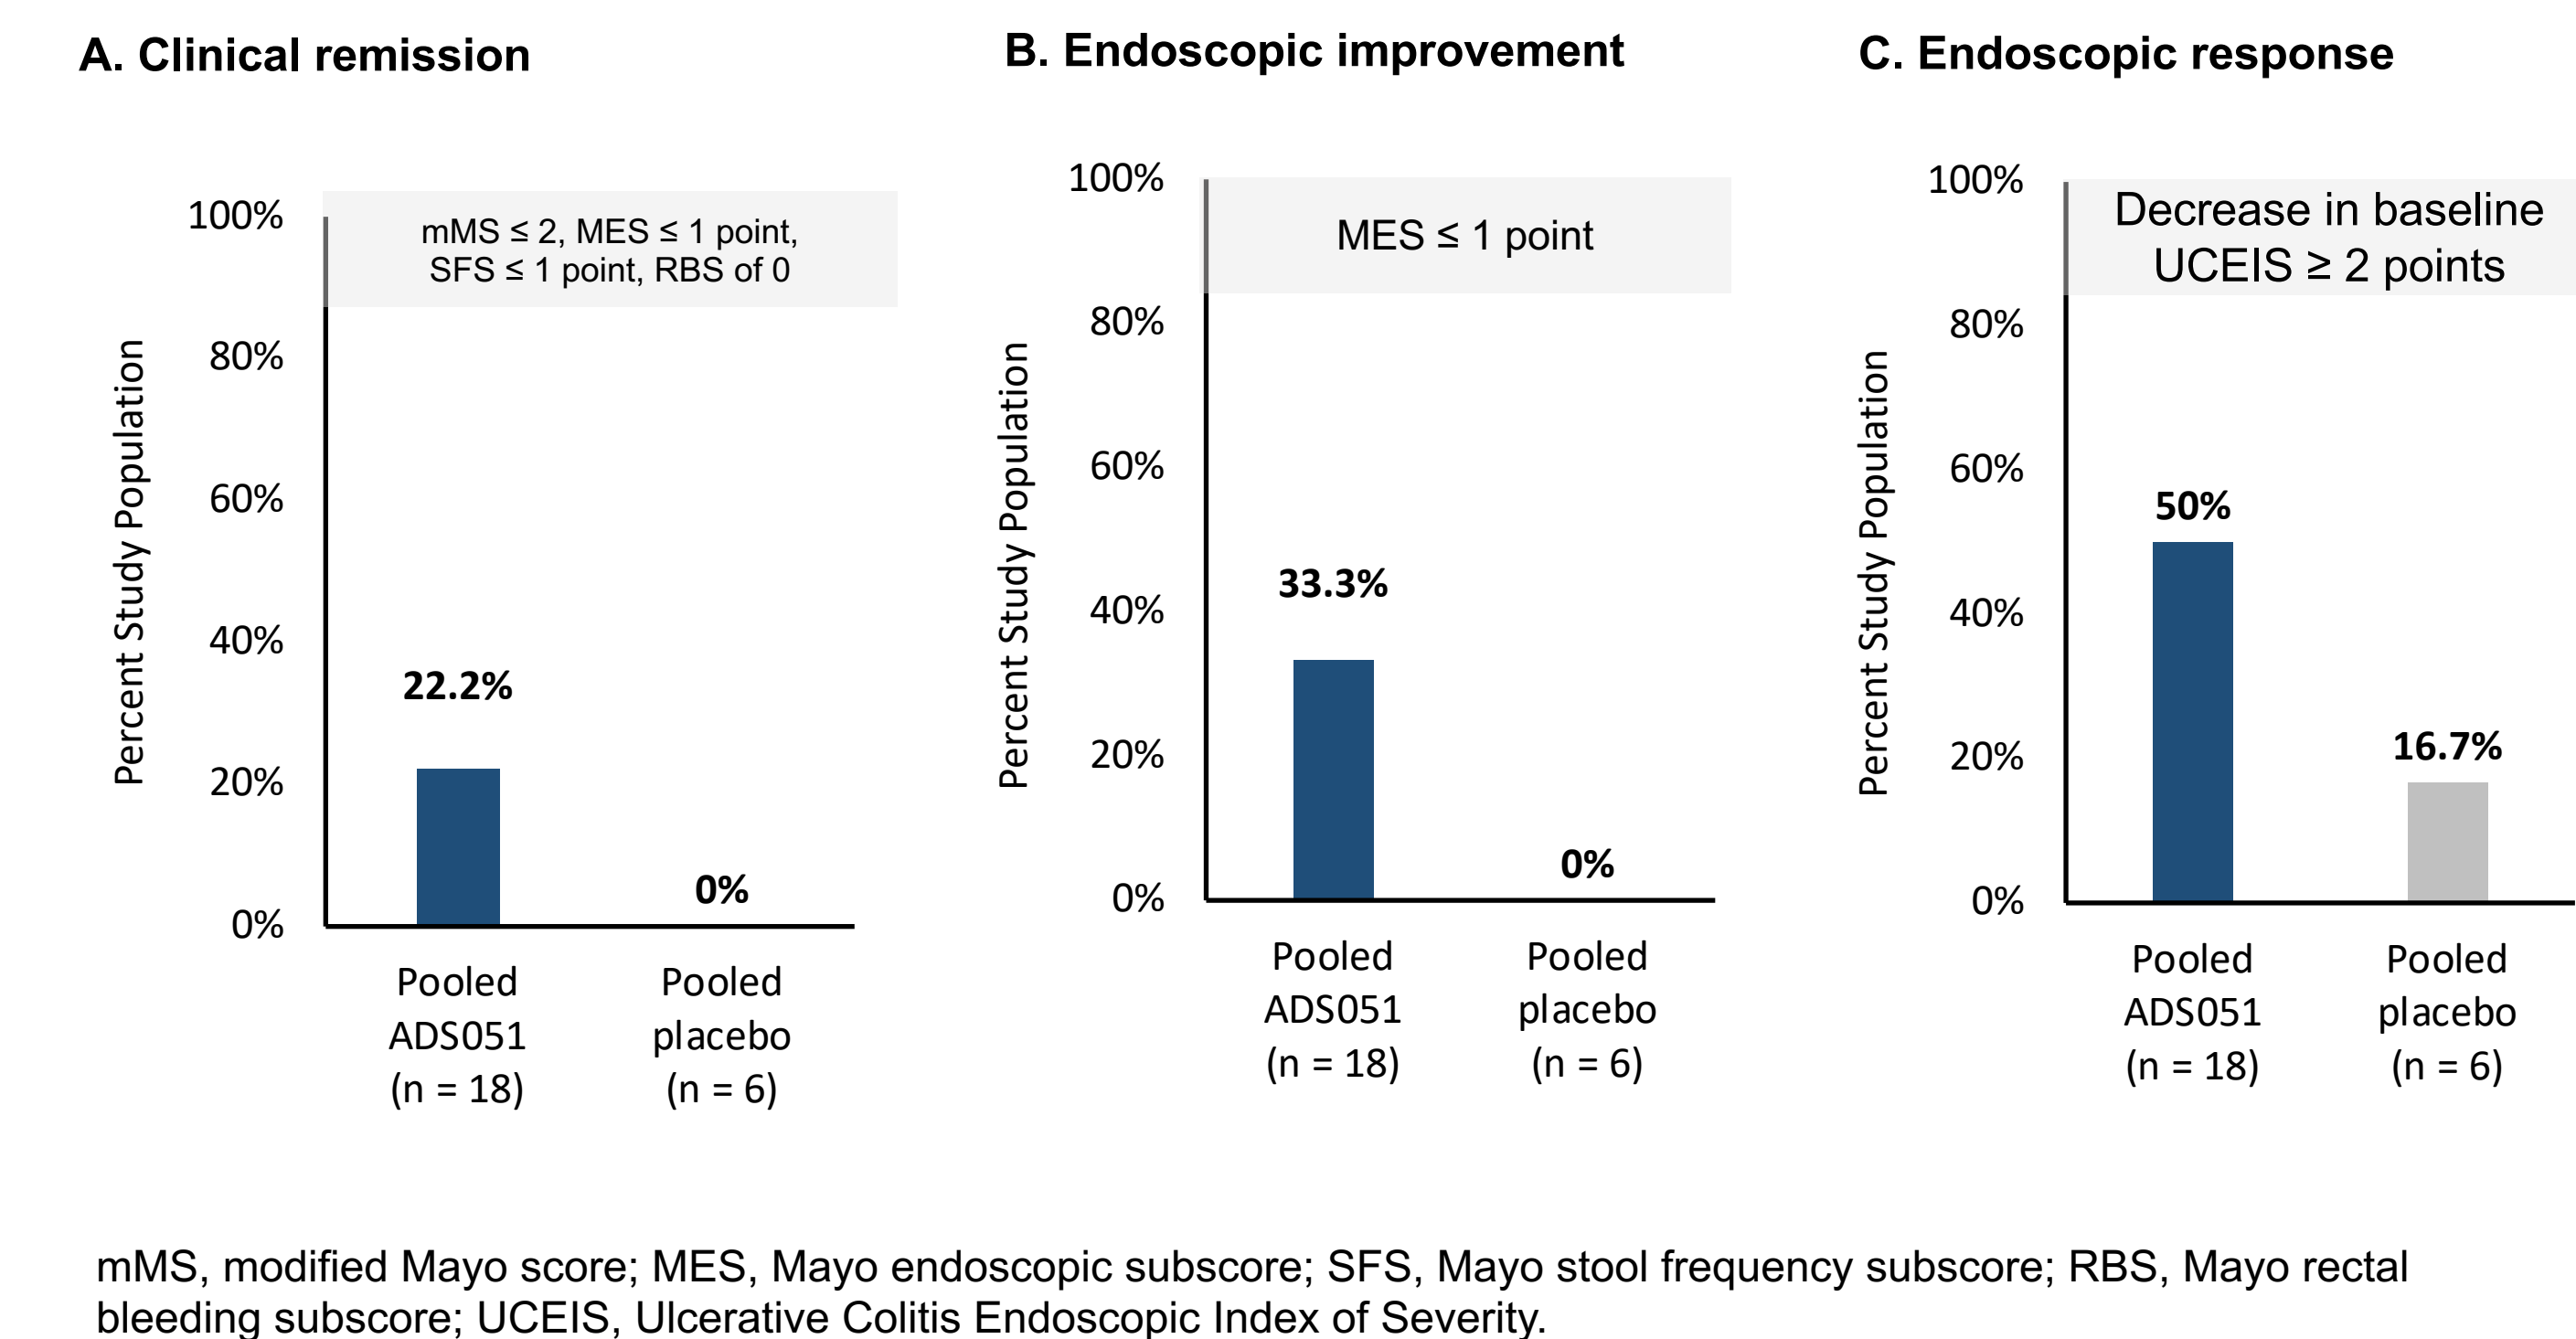 A. Clinical remission
100%
80%
60%
40%
20%
0%
Percent Study Population
mMS ≤ 2, MES ≤ 1 point,
SFS ≤ 1 point, RBS of 0
22.2%
0%
Pooled
ADS051
(n = 18)
Pooled
placebo
(n = 6)
B. Endoscopic improvement
100%
80%
60%
40%
20%
0%
Percent Study Population
MES ≤ 1 point
33.3%
0%
Pooled
ADS051
(n = 18)
Pooled
placebo
(n = 6)
C. Endoscopic response
100%
80%
60%
40%
20%
0%
Percent Study Population
Decrease in baseline
UCEIS ≥ 2 points
50%
16.7%
Pooled
ADS051
(n = 18)
Pooled
placebo
(n = 6)
mMS, modified Mayo score; MES, Mayo endoscopic subscore; SFS, Mayo stool frequency subscore; RBS, Mayo rectal
bleeding subscore; UCEIS, Ulcerative Colitis Endoscopic Index of Severity.